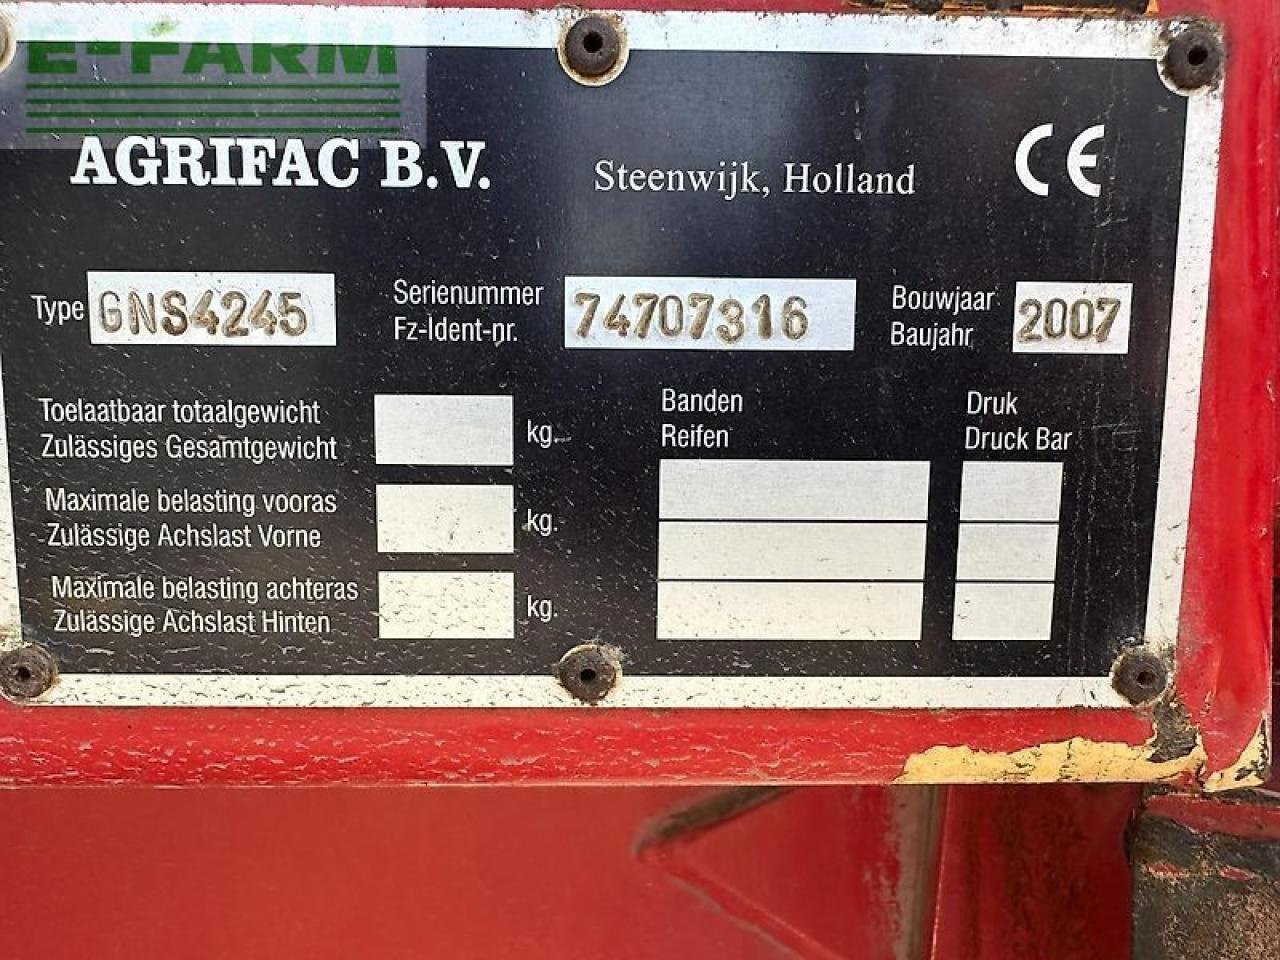 E-FARM
AGRIFAC B.V.
Steenwijk, Holland
CE
Type GNS4245
Serienummer
Fz-Ident-nr.
74707316
Bouwjaar
Baujahr
2007
Toelaatbaar totaalgewicht
Zulässiges Gesamtgewicht
kg.
Maximale belasting vooras
Zulässige Achslast Vorne
kg.
Maximale belasting achteras
Zulässige Achslast Hinten
kg.
Banden
Reifen
Druk
Druck Bar